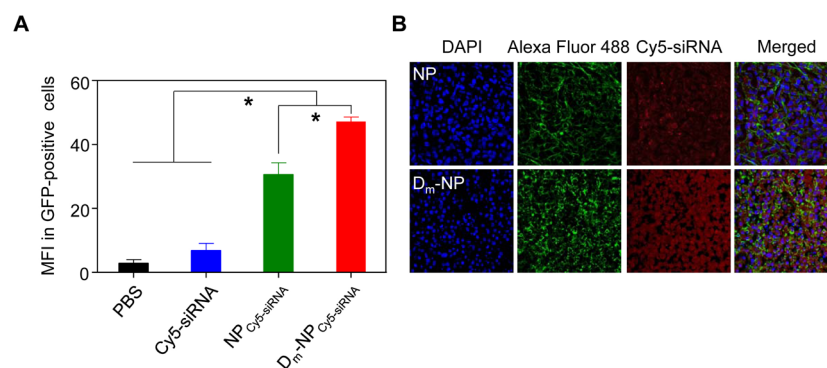 A
MFI in GFP-positive cells
60
40
20
0
*
*
PBS
Cy5-siRNA
NP Cy5-siRNA
Dm-NP Cy5-siRNA
B
DAPI Alexa Fluor 488 Cy5-siRNA Merged
NP
Dm-NP